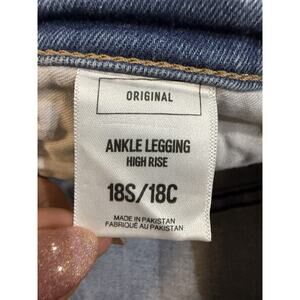 ORIGINAL
ANKLE LEGGING
HIGH RISE
18S/18C
MADE IN PAKISTAN
FABRIQUÉ AU PAKISTAN